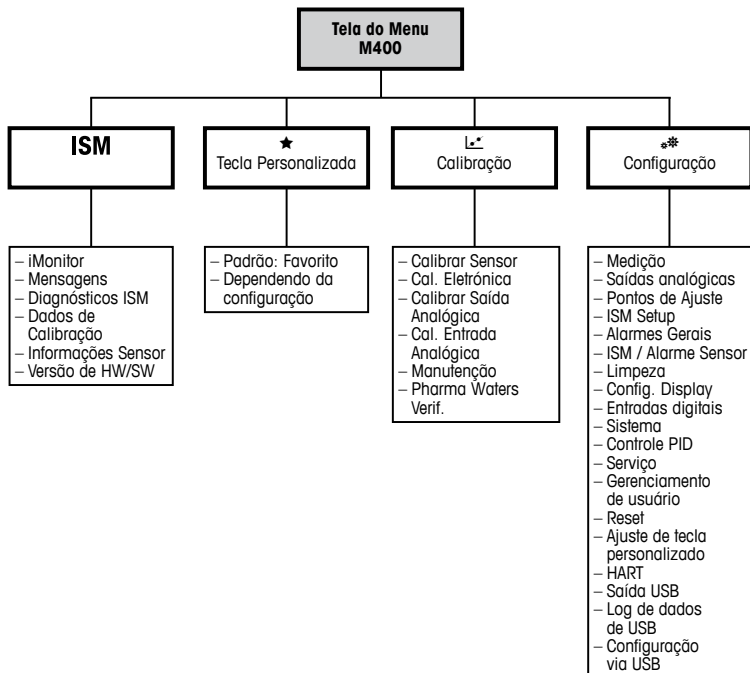 Tela do Menu
M400
ISM
Tecla Personalizada
Calibração
Configuração
– iMonitor
– Mensagens
– Diagnósticos ISM
– Dados de
Calibração
– Informações Sensor
– Versão de HW/SW
– Padrão: Favorito
– Dependendo da
configuração
– Calibrar Sensor
– Cal. Eletrónica
– Calibrar Saída
Analógica
– Cal. Entrada
Analógica
– Manutenção
– Pharma Waters
Verif.
– Medição
– Saídas analógicas
– Pontos de Ajuste
– ISM Setup
– Alarmes Gerais
– ISM / Alarme Sensor
– Limpeza
– Config. Display
– Entradas digitais
– Sistema
– Controle PID
– Serviço
– Gerenciamento
de usuário
– Reset
– Ajuste de tecla
personalizado
– HART
– Saída USB
– Log de dados
de USB
– Configuração
via USB